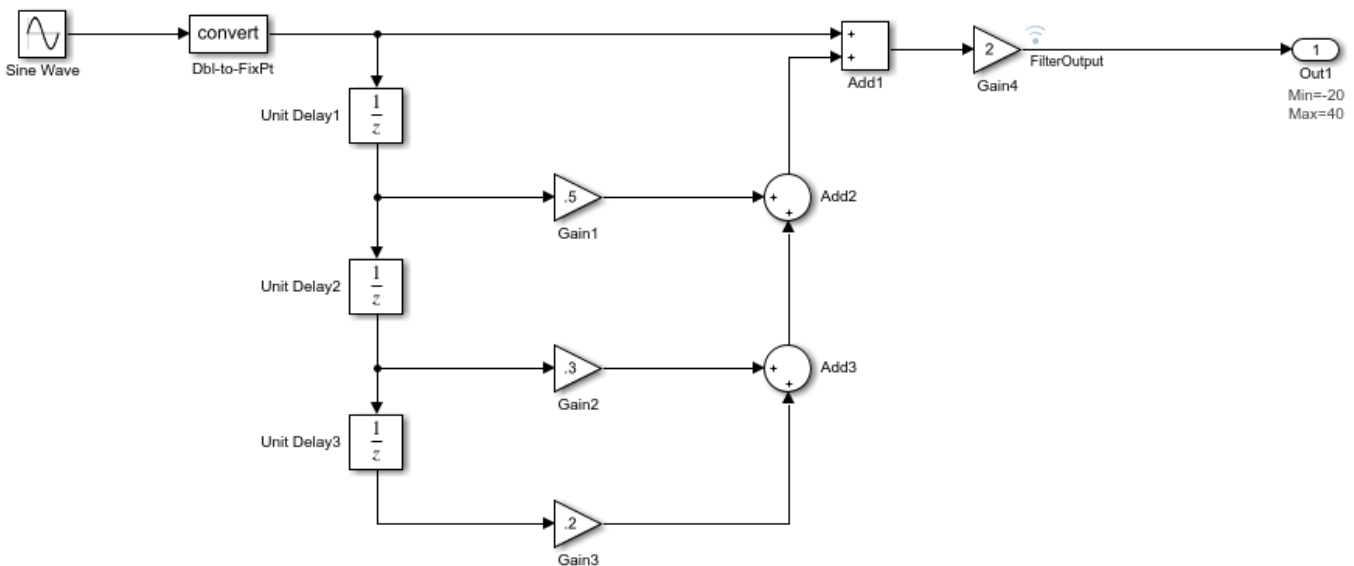 Sine Wave
convert
Dbl-to-FixPt
+
+
Add1
2
Gain4
FilterOutput
1
Out1
Min=-20
Max=40
Unit Delay1
1
z
.5
Gain1
+
+
Add2
Unit Delay2
1
z
.3
Gain2
+
+
Add3
Unit Delay3
1
z
.2
Gain3